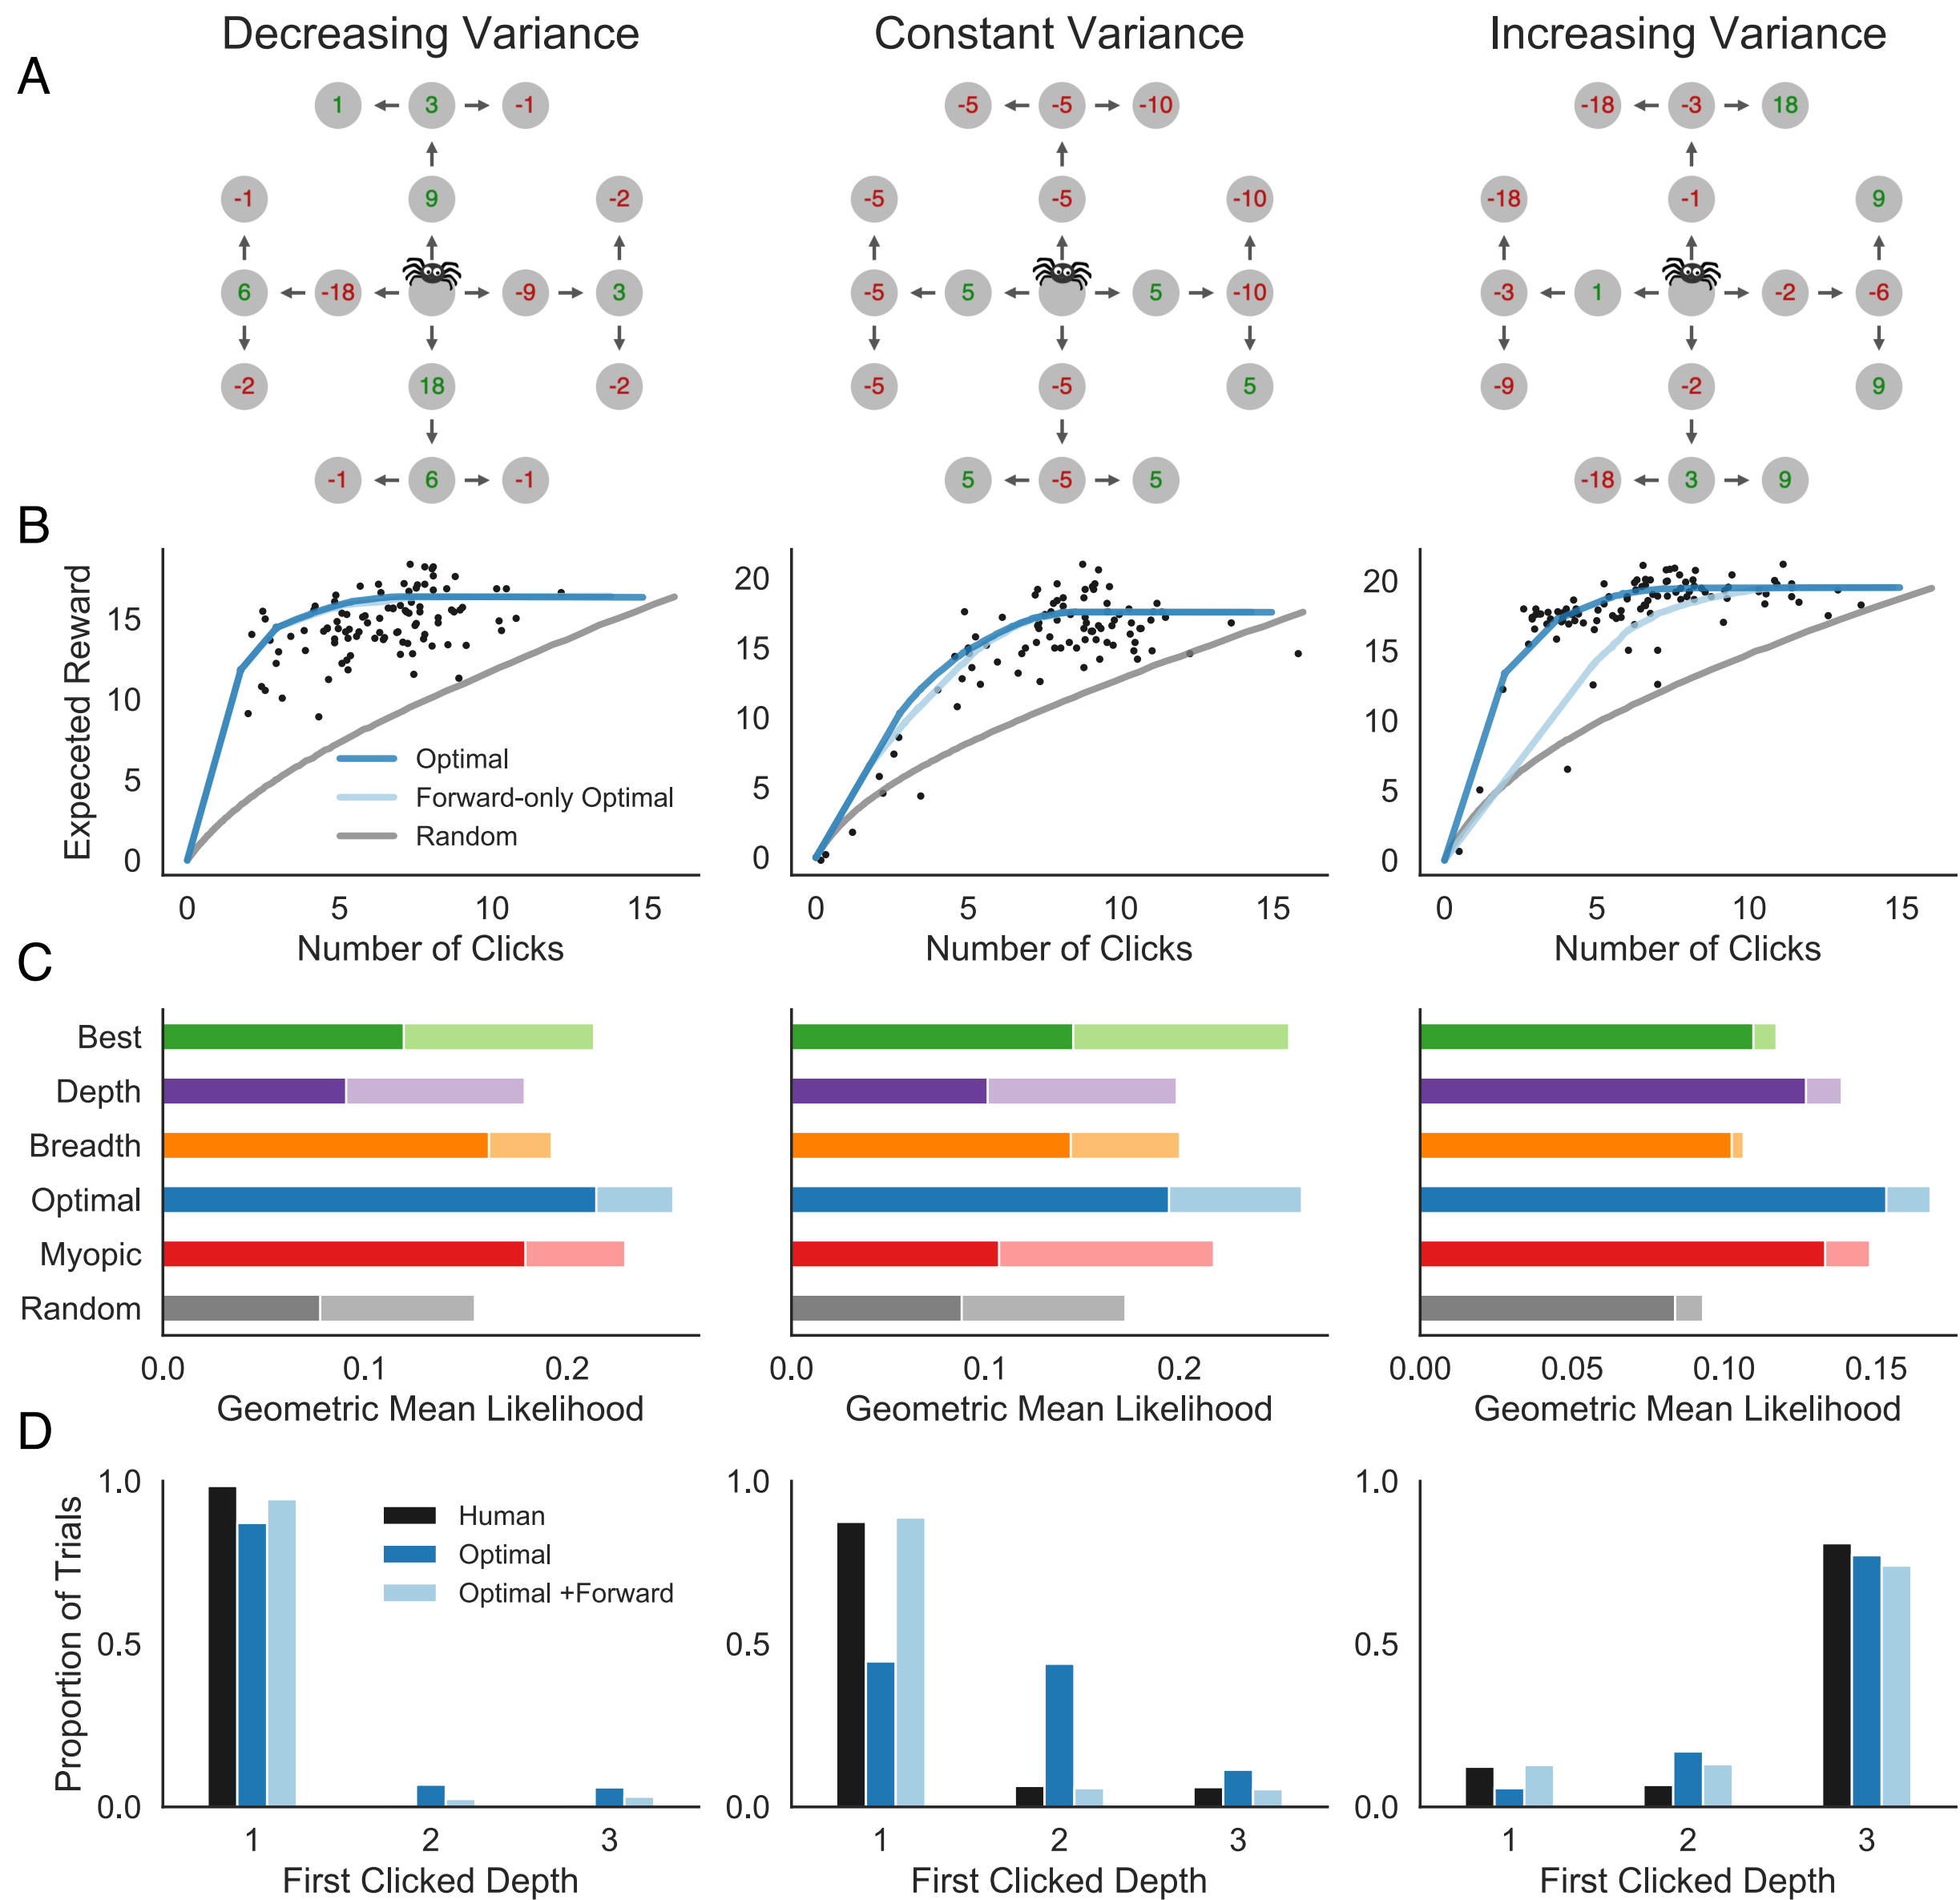 Decreasing Variance Constant Variance Increasing Variance
A
1 3 -1 -5 -5 -10 -18 -3 18
-1 9 -2 -5 -5 -10 -18 -1 9
6 -18 -9 3 -5 5 5 -10 -3 1 -2 -6
-2 18 -2 -5 -5 5 -9 -2 9
-1 6 -1 5 -5 5 -18 3 9
B
Expeceted Reward
15
10
5
0
Optimal
Forward-only Optimal
Random
0 5 10 15
Number of Clicks
20
15
10
5
0
0 5 10 15
Number of Clicks
20
15
10
5
0
0 5 10 15
Number of Clicks
C
Best
Depth
Breadth
Optimal
Myopic
Random
0.0 0.1 0.2
Geometric Mean Likelihood
0.0 0.1 0.2
Geometric Mean Likelihood
0.00 0.05 0.10 0.15
Geometric Mean Likelihood
D
Proportion of Trials
1.0
0.5
0.0
Human
Optimal
Optimal +Forward
1 2 3
First Clicked Depth
1.0
0.5
0.0
1 2 3
First Clicked Depth
1.0
0.5
0.0
1 2 3
First Clicked Depth